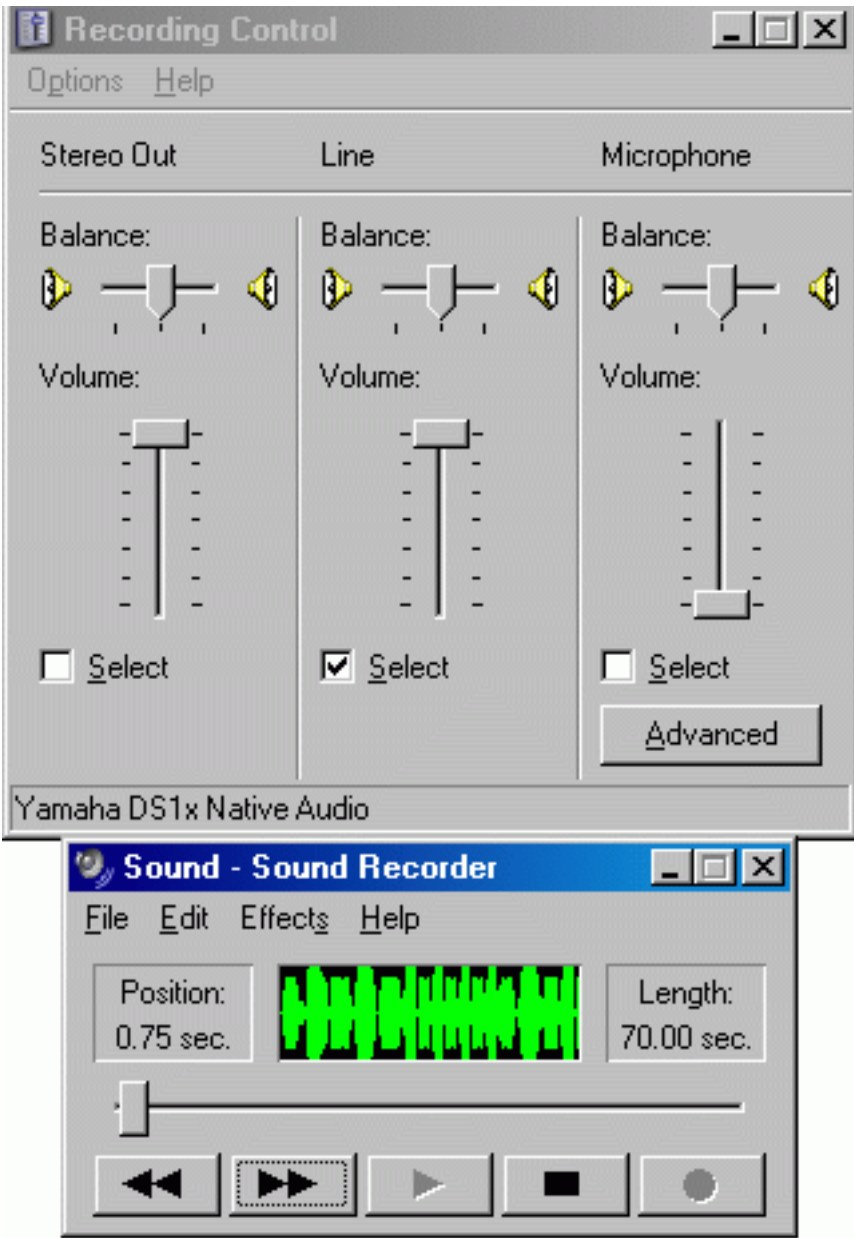 Recording Control
Options Help
Stereo Out Line Microphone
Balance: Balance: Balance:
Volume: Volume: Volume:
Select Select Select
Advanced
Yamaha DS1x Native Audio
Sound - Sound Recorder
File Edit Effects Help
Position: Length:
0.75 sec. 70.00 sec.